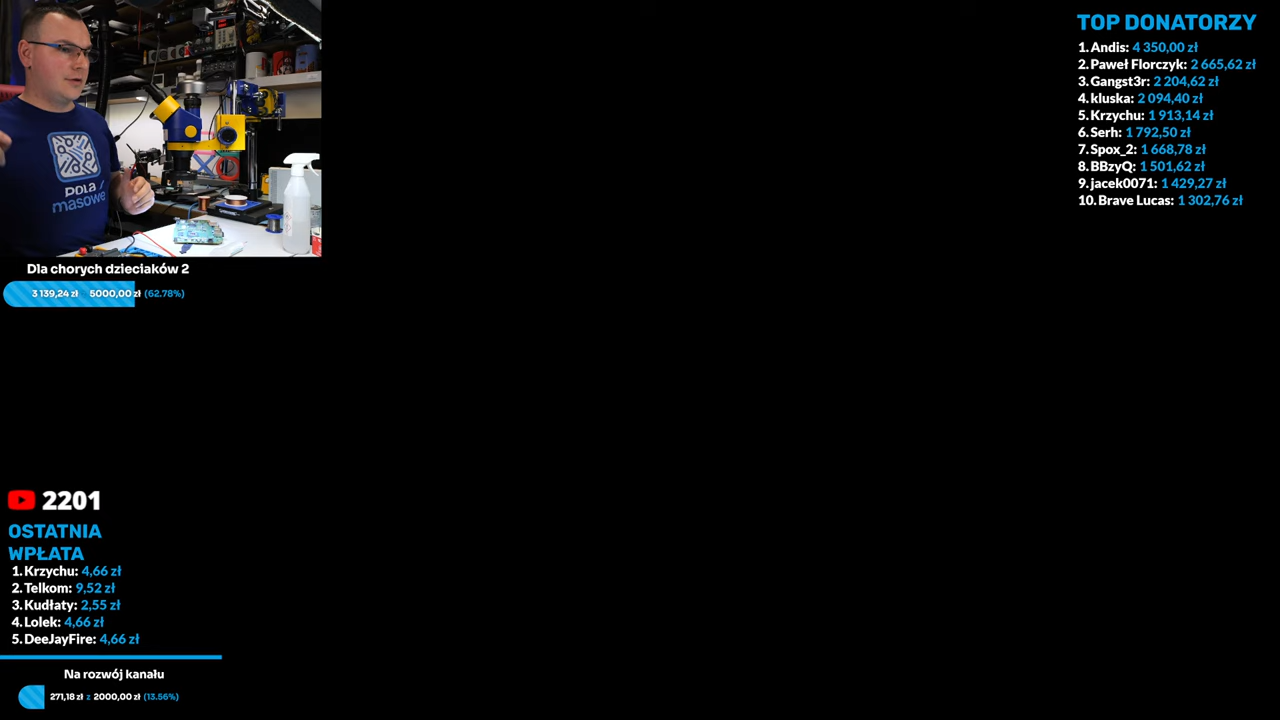 pola
masowe
Dla chorych dzieciaków 2
3 139,24 zł 5000,00 zł (62.78%)
TOP DONATORZY
1. Andis: 4 350,00 zł
2. Paweł Florczyk: 2 665,62 zł
3. Gangst3r: 2 204,62 zł
4. kluska: 2 094,40 zł
5. Krzychu: 1 913,14 zł
6. Serh: 1 792,50 zł
7. Spox_2: 1 668,78 zł
8. BBzyQ: 1 501,62 zł
9. jacek0071: 1 429,27 zł
10. Brave Lucas: 1 302,76 zł
2201
OSTATNIA
WPŁATA
1. Krzychu: 4,66 zł
2. Telkom: 9,52 zł
3. Kudłaty: 2,55 zł
4. Lolek: 4,66 zł
5. DeeJayFire: 4,66 zł
Na rozwój kanału
271,18 zł z 2000,00 zł (13.56%)